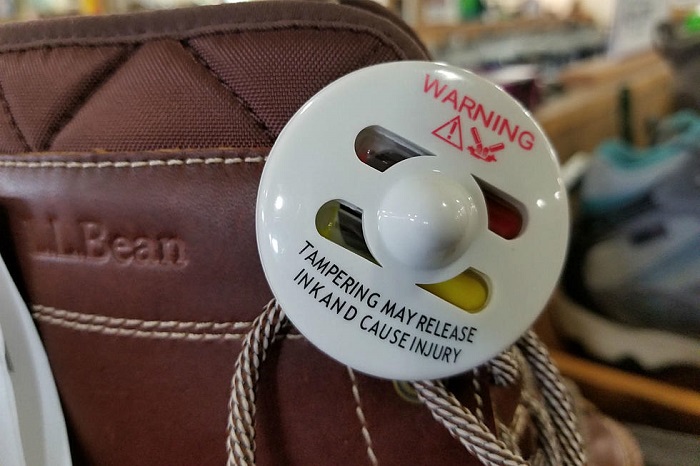 L.L.Bean
WARNING
TAMPERING MAY RELEASE
INK AND CAUSE INJURY